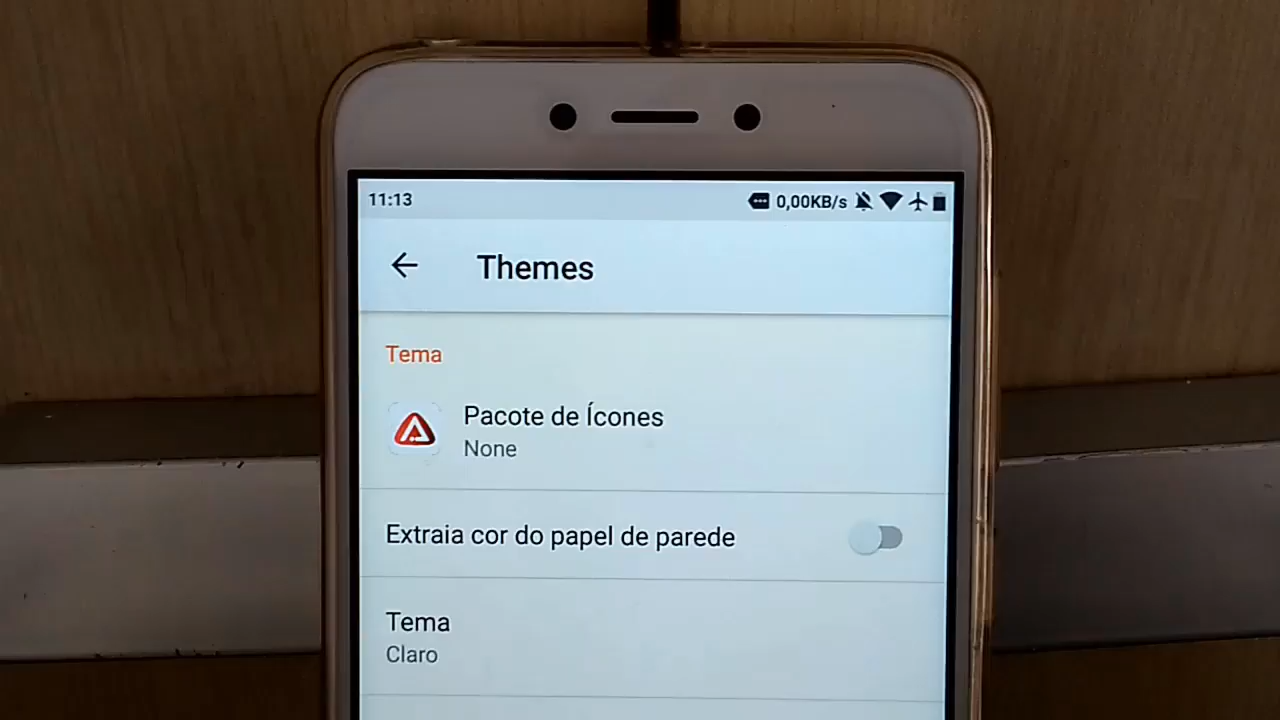 11:13 0,00KB/s
Themes
Tema
Pacote de Ícones
None
Extraia cor do papel de parede
Tema
Claro